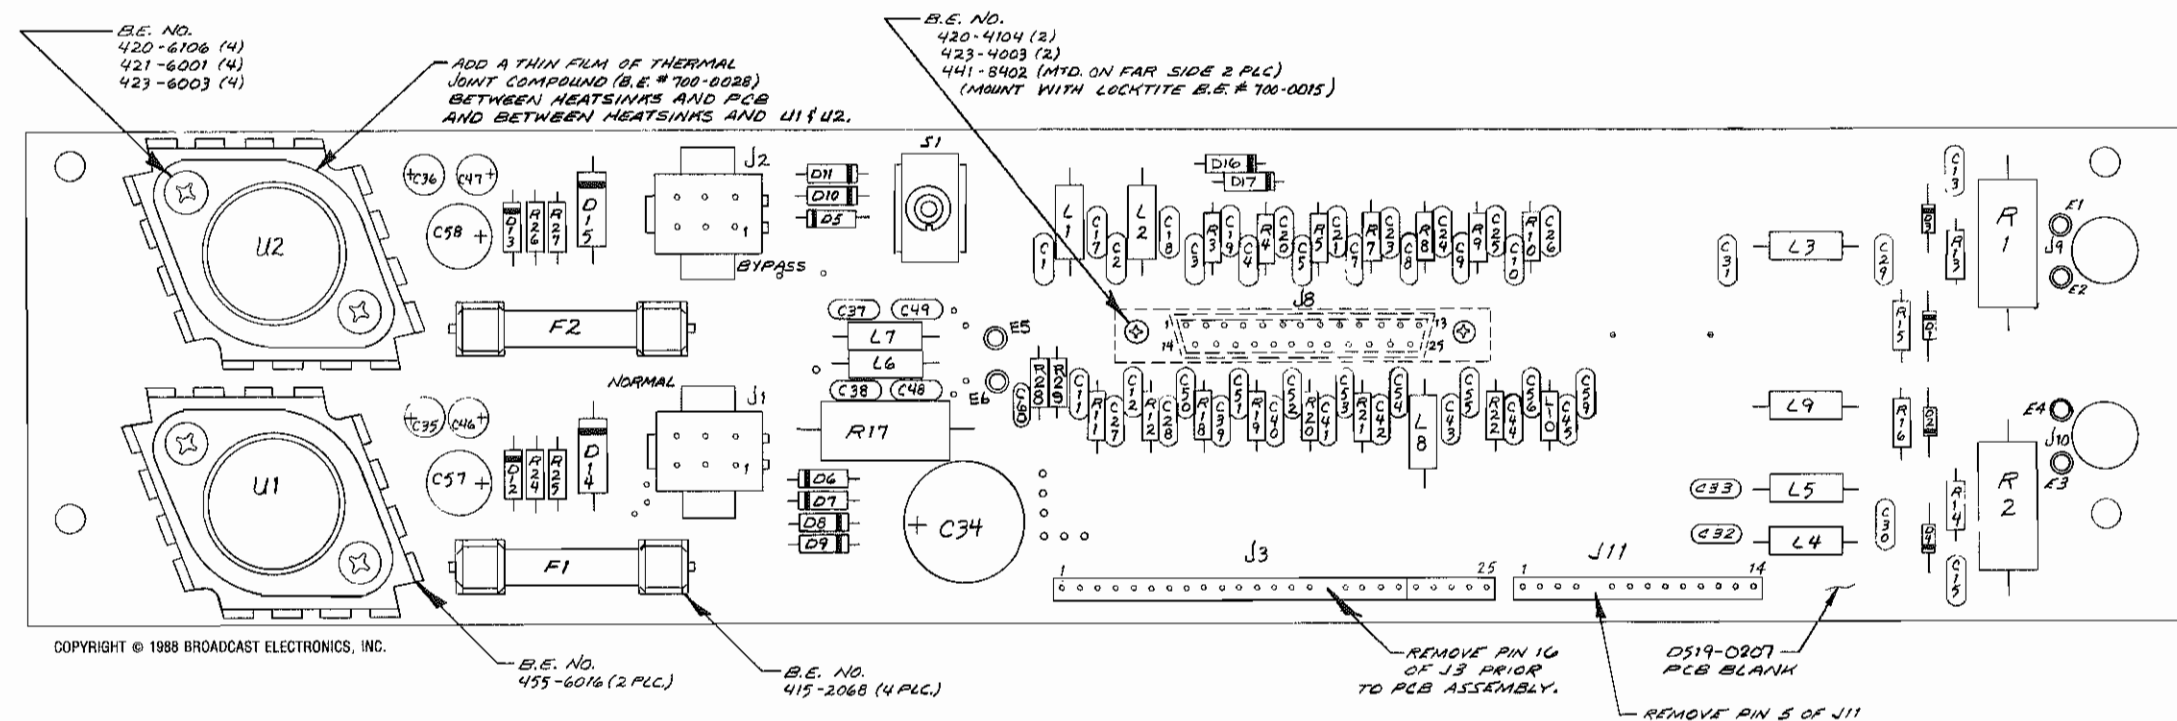 B.E. NO.
420-6106 (4)
421-6001 (4)
423-6003 (4)
ADD A THIN FILM OF THERMAL
JOINT COMPOUND (B.E. # 700-0028)
BETWEEN HEATSINKS AND PCB
AND BETWEEN HEATSINKS AND U1 & U2.
B.E. NO.
420-4104 (2)
423-4003 (2)
441-8402 (MTD. ON FAR SIDE 2 PLC)
(MOUNT WITH LOCKTITE B.E. # 700-0015)
U2
C36
C47
C58
D13
R26
R27
D15
J2
1
BYPASS
D11
D10
D5
S1
F2
C37
C49
L7
L6
C38
C48
R17
E5
E6
L1
L2
D16
D17
C1
C17
C2
C18
C3
R3
C19
C4
R4
C20
C5
R5
C21
C7
R7
C23
C8
R8
C24
C9
R9
C25
C10
R10
C26
J8
1
13
14
25
C60
R28
R29
C11
R11
C27
C12
R12
C28
C50
R18
C39
C51
R19
C40
C52
R20
C41
C53
R21
C42
C54
L8
C43
C55
R22
C44
C56
L10
C45
C59
C31
L3
C29
D3
R13
C13
R1
E1
J9
E2
R15
D1
L9
R16
D2
E4
J10
E3
C33
L5
C32
L4
C30
D4
R14
C15
R2
U1
C35
C46
C57
D12
R24
R25
D14
NORMAL
J1
1
D6
D7
D8
D9
C34
F1
J3
1
25
J11
1
14
COPYRIGHT © 1988 BROADCAST ELECTRONICS, INC.
B.E. NO.
455-6016 (2 PLC.)
B.E. NO.
415-2068 (4 PLC.)
REMOVE PIN 16
OF J3 PRIOR
TO PCB ASSEMBLY.
D519-0207
PCB BLANK
REMOVE PIN 5 OF J11